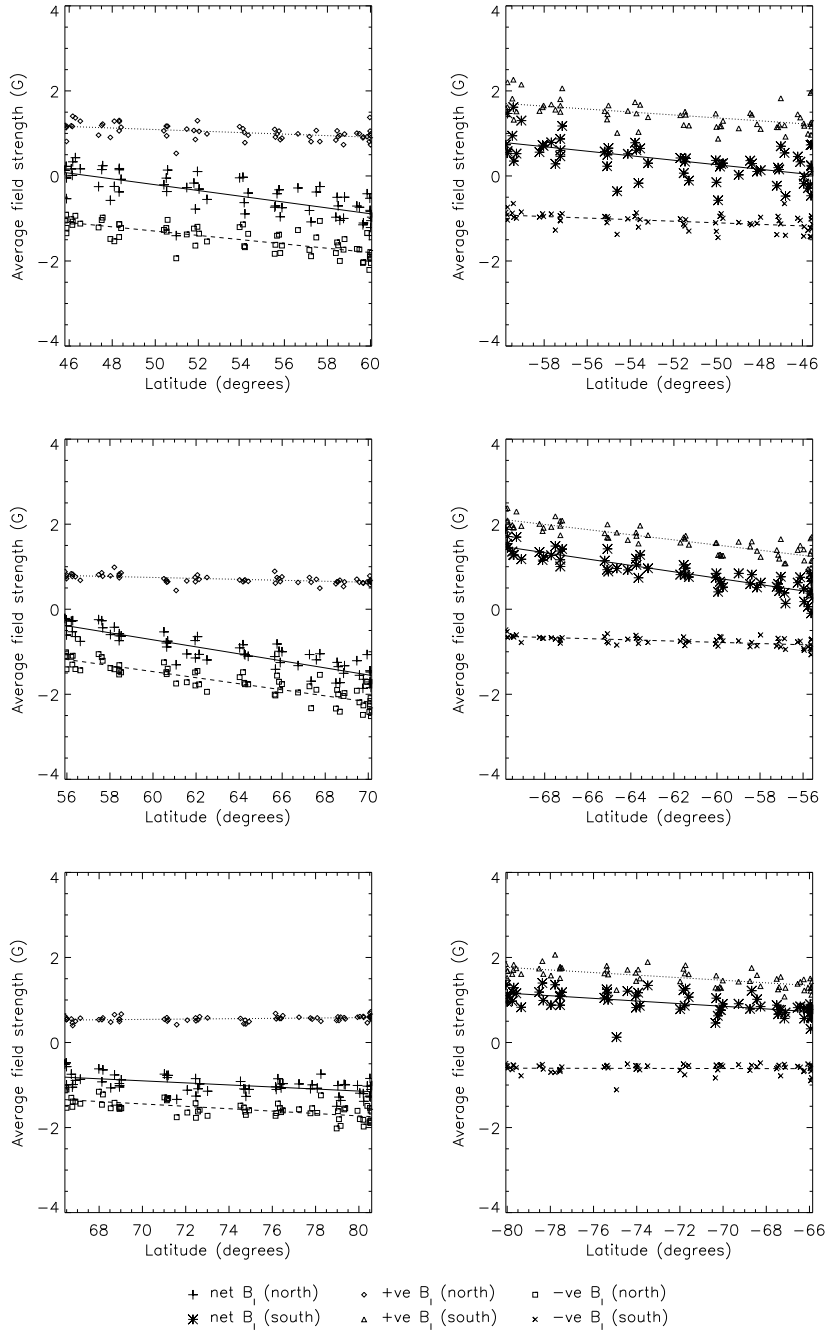 4 4
2 2
0 0
−2 −2
−4 −4
Average field strength (G) Average field strength (G)
46 48 50 52 54 56 58 60 −58 −56 −54 −52 −50 −48 −46
Latitude (degrees) Latitude (degrees)
4 4
2 2
0 0
−2 −2
−4 −4
Average field strength (G) Average field strength (G)
56 58 60 62 64 66 68 70 −68 −66 −64 −62 −60 −58 −56
Latitude (degrees) Latitude (degrees)
4 4
2 2
0 0
−2 −2
−4 −4
Average field strength (G) Average field strength (G)
68 70 72 74 76 78 80 −80 −78 −76 −74 −72 −70 −68 −66
Latitude (degrees) Latitude (degrees)
net B_l (north) +ve B_l (north) −ve B_l (north)
net B_l (south) +ve B_l (south) −ve B_l (south)